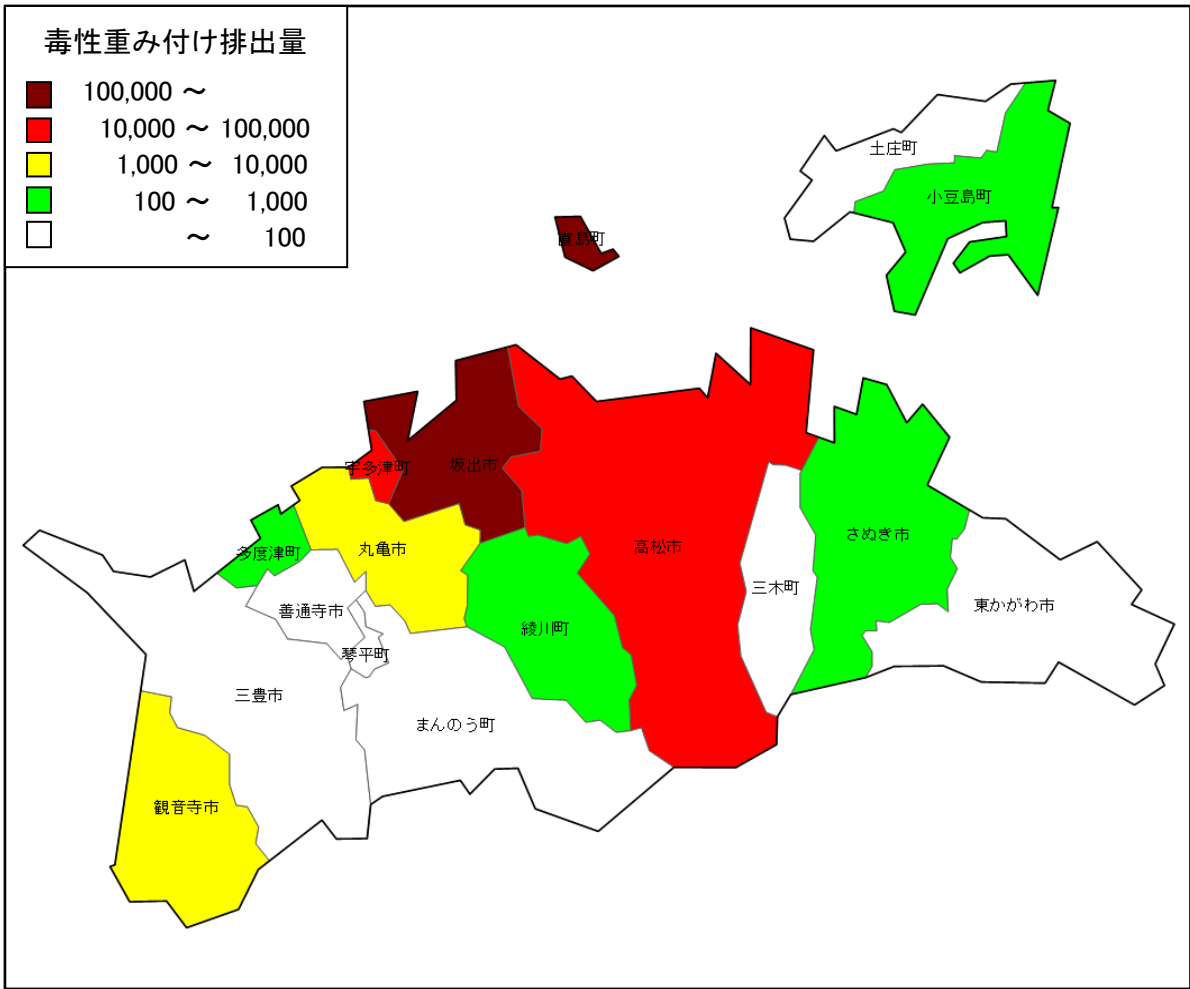 毒性重み付け排出量
100,000 ～
10,000 ～ 100,000
1,000 ～ 10,000
100 ～ 1,000
～ 100
土庄町
小豆島町
直島町
宇多津町
坂出市
多度津町
丸亀市
高松市
さぬき市
三木町
東かがわ市
善通寺市
綾川町
琴平町
三豊市
まんのう町
観音寺市